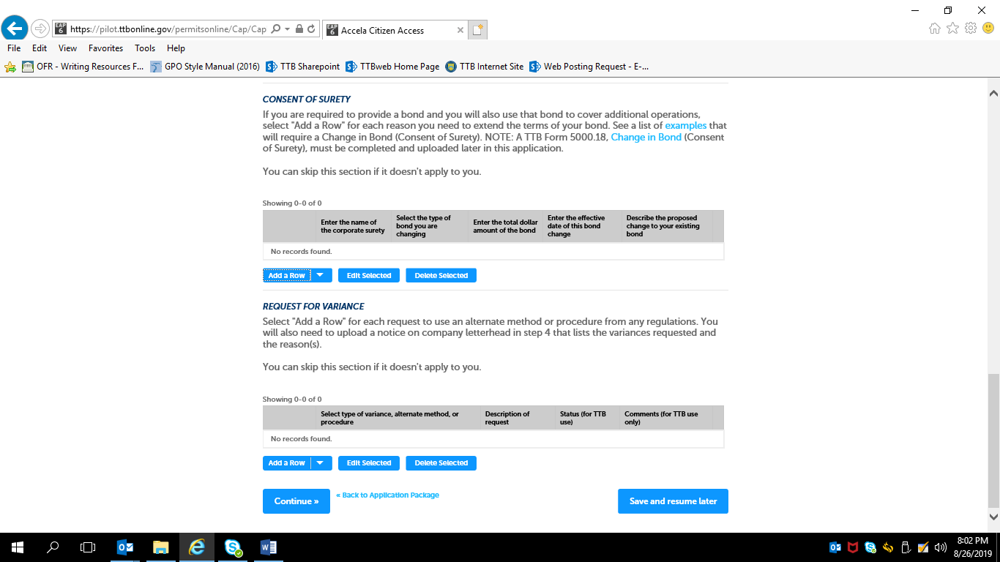 https://pilot.ttbonline.gov/permitsonline/Cap/Cap
Accela Citizen Access
File Edit View Favorites Tools Help
OFR - Writing Resources F... GPO Style Manual (2016) TTB Sharepoint TTBweb Home Page TTB Internet Site Web Posting Request - E-...
CONSENT OF SURETY
If you are required to provide a bond and you will also use that bond to cover additional operations,
select "Add a Row" for each reason you need to extend the terms of your bond. See a list of examples that
will require a Change in Bond (Consent of Surety). NOTE: A TTB Form 5000.18, Change in Bond (Consent
of Surety), must be completed and uploaded later in this application.
You can skip this section if it doesn't apply to you.
Showing 0-0 of 0
Enter the name of
the corporate surety
Select the type of
bond you are
changing
Enter the total dollar
amount of the bond
Enter the effective
date of this bond
change
Describe the proposed
change to your existing
bond
No records found.
Add a Row Edit Selected Delete Selected
REQUEST FOR VARIANCE
Select "Add a Row" for each request to use an alternate method or procedure from any regulations. You
will also need to upload a notice on company letterhead in step 4 that lists the variances requested and
the reason(s).
You can skip this section if it doesn't apply to you.
Showing 0-0 of 0
Select type of variance, alternate method, or
procedure
Description of
request
Status (for TTB
use)
Comments (for TTB use
only)
No records found.
Add a Row Edit Selected Delete Selected
Continue » « Back to Application Package Save and resume later
8:02 PM
8/26/2019